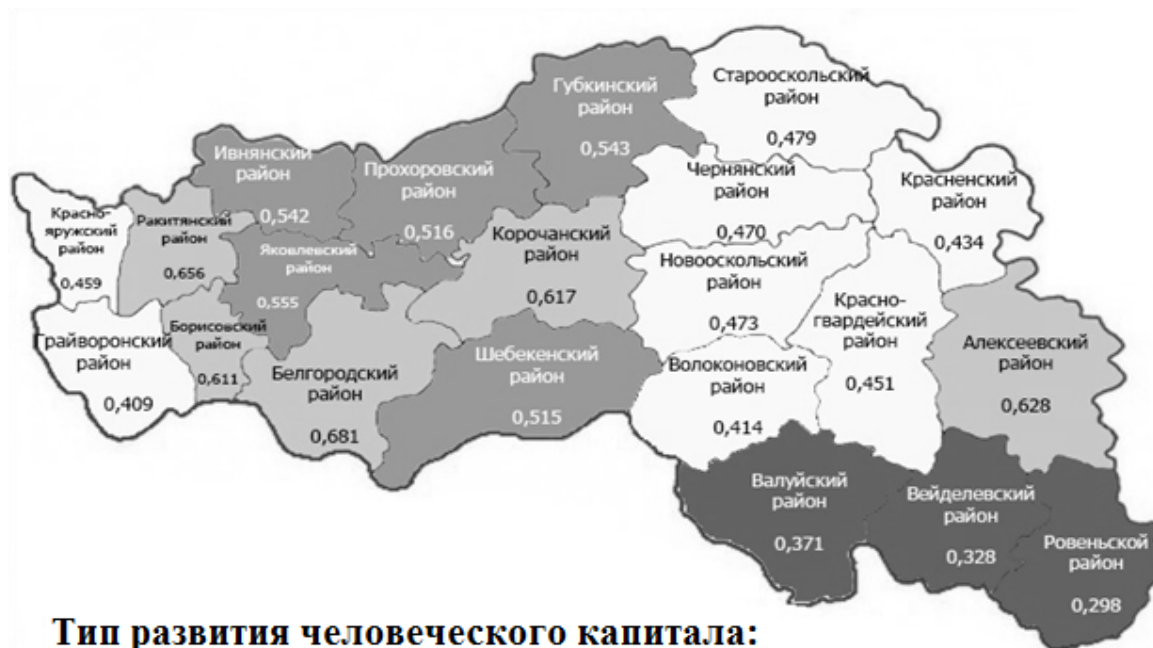 Старооскольский
район
0,479
Губкинский
район
0,543
Ивнянский
район
0,542
Прохоровский
район
0,516
Чернянский
район
0,470
Красненский
район
0,434
Красно-
яружский
район
0,459
Ракитянский
район
0,656
Яковлевский
район
0,555
Корочанский
район
0,617
Новооскольский
район
0,473
Красно-
гвардейский
район
0,451
Алексеевский
район
0,628
Грайворонский
район
0,409
Борисовский
район
0,611
Белгородский
район
0,681
Шебекенский
район
0,515
Волоконовский
район
0,414
Валуйский
район
0,371
Вейделевский
район
0,328
Ровеньской
район
0,298
Тип развития человеческого капитала: